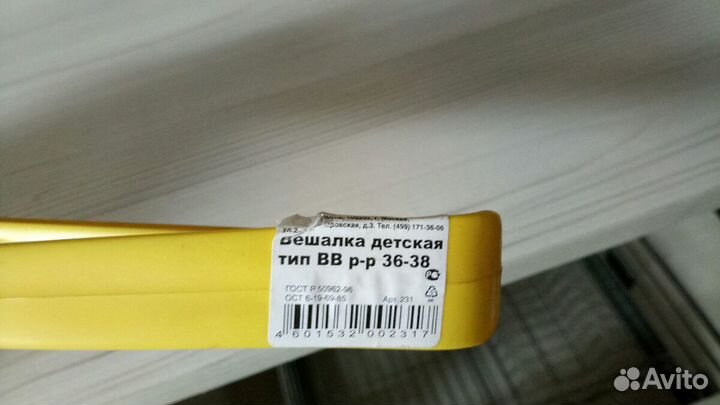 ровская, д.3. Тел. (499) 171-36-06
Вешалка детская
тип ВВ р-р 36-38
ГОСТ Р 50962-96
ОСТ 6-19-69-85 Арт. 231
4 601532 002317
Avito